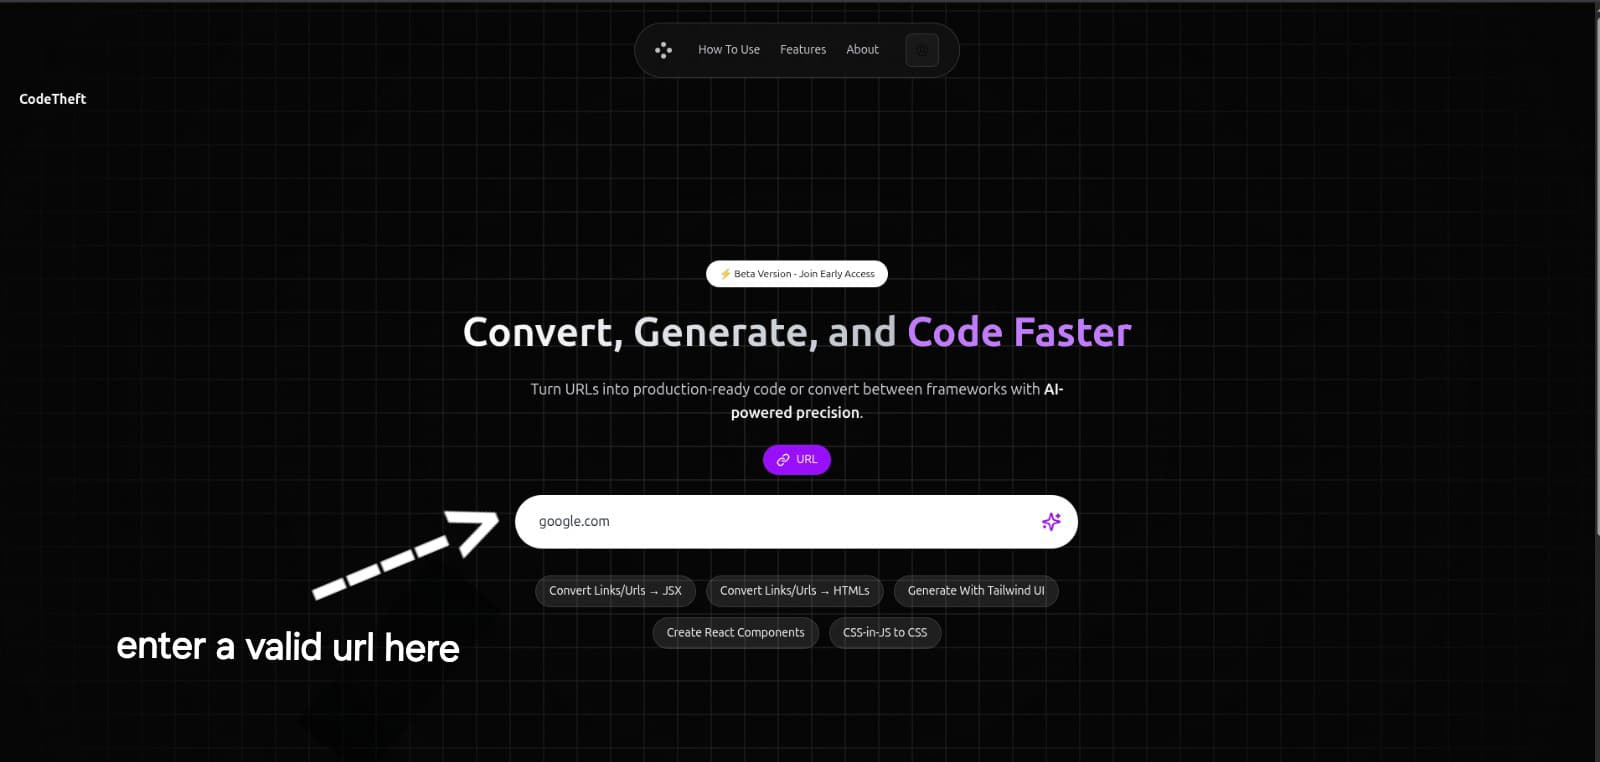 How To Use Features About
CodeTheft
⚡ Beta Version - Join Early Access
Convert, Generate, and Code Faster
Turn URLs into production-ready code or convert between frameworks with AI-
powered precision.
URL
google.com
Convert Links/Urls → JSX Convert Links/Urls → HTMLs Generate With Tailwind UI
Create React Components CSS-in-JS to CSS
enter a valid url here